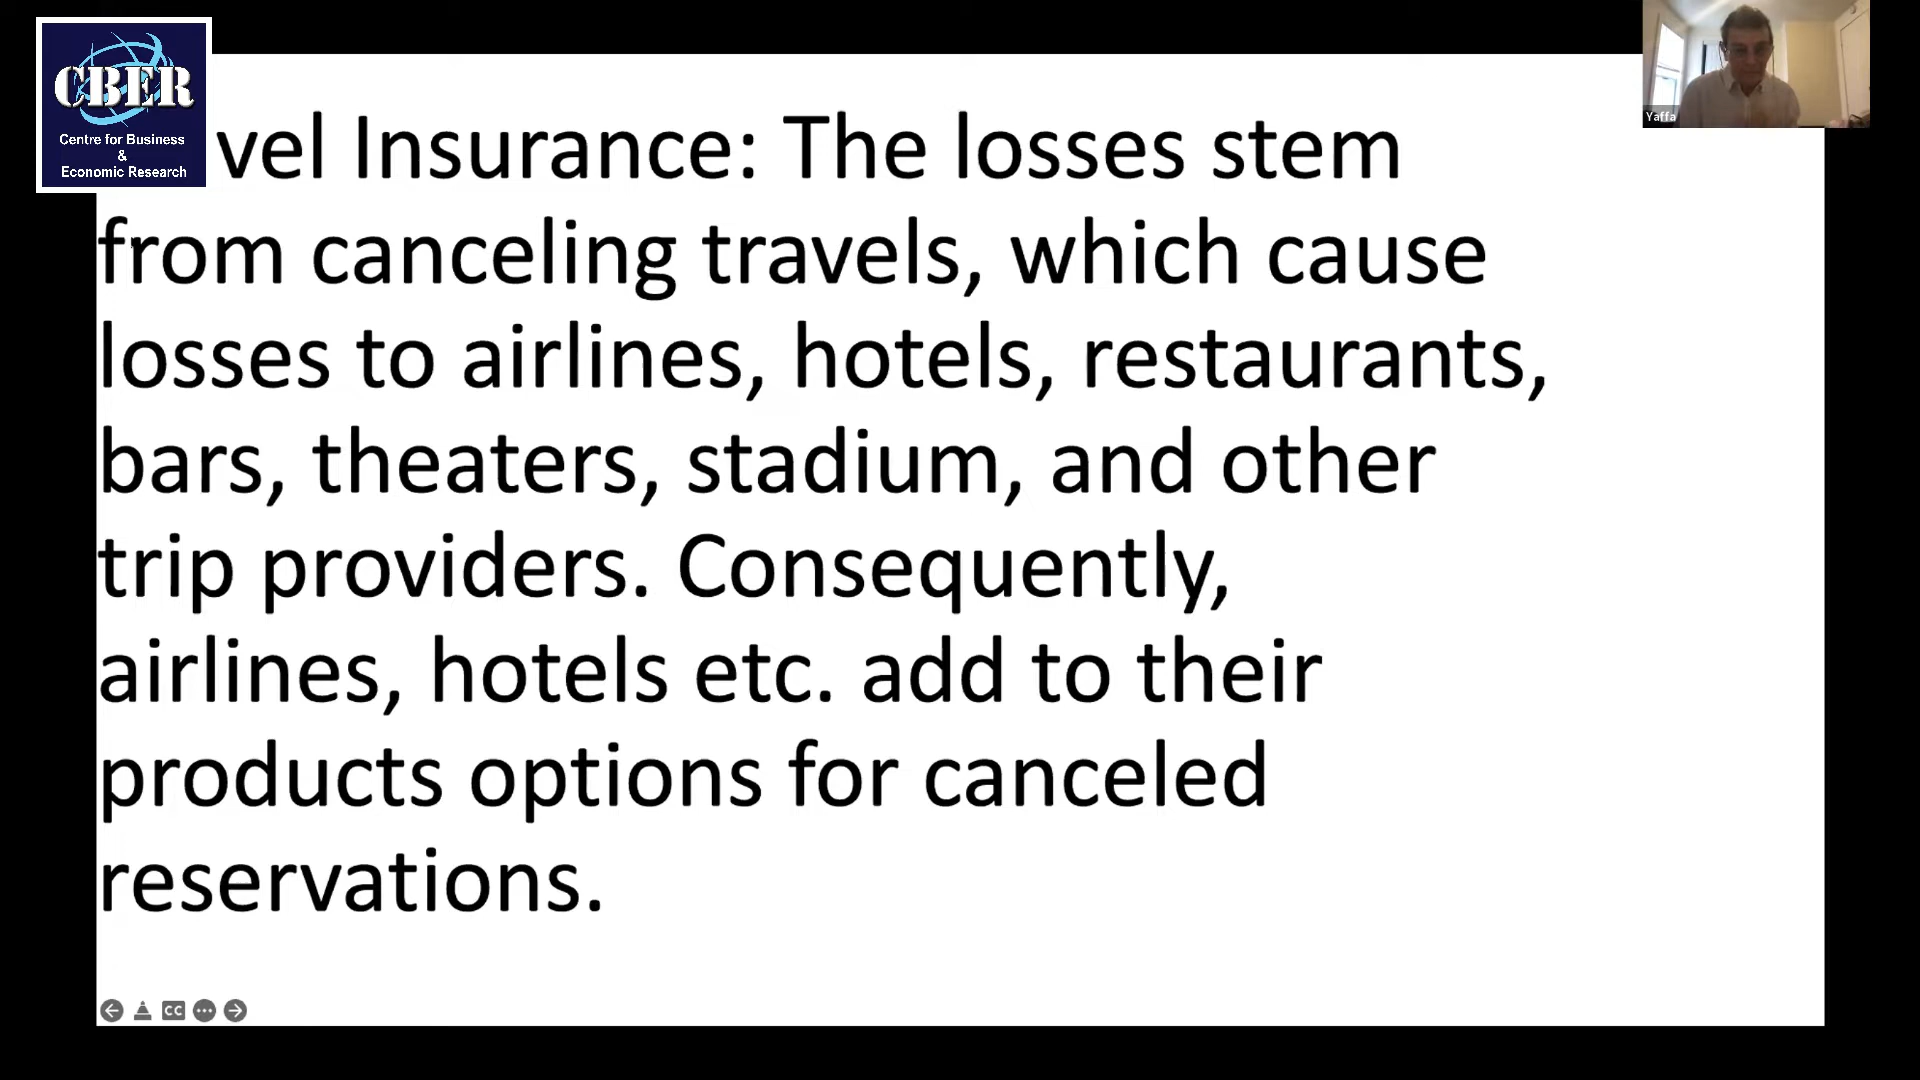 CBER
Centre for Business
&
Economic Research
Yaffa
vel Insurance: The losses stem
from canceling travels, which cause
losses to airlines, hotels, restaurants,
bars, theaters, stadium, and other
trip providers. Consequently,
airlines, hotels etc. add to their
products options for canceled
reservations.
CC